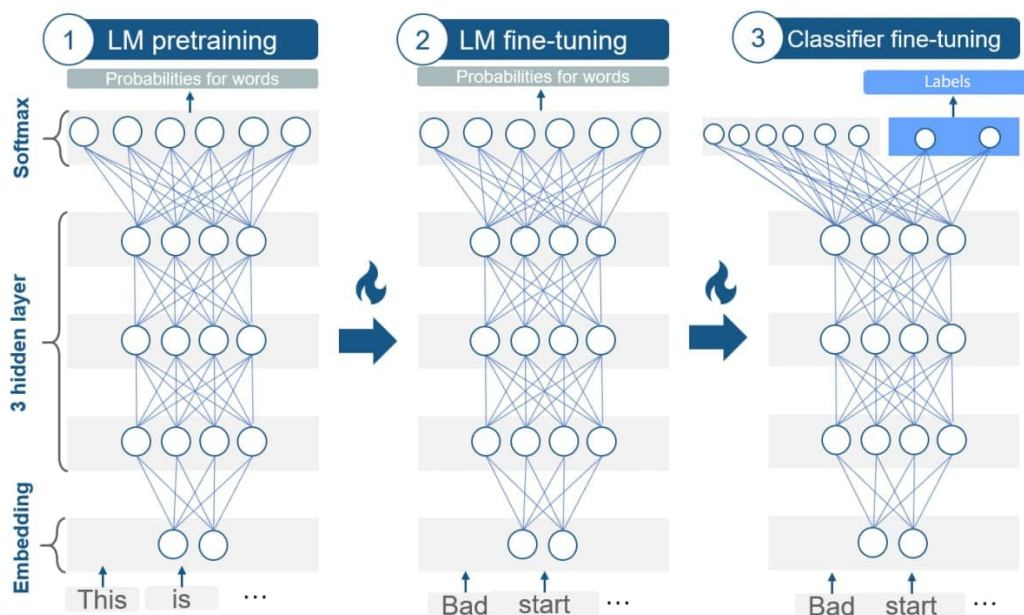 1 LM pretraining
2 LM fine-tuning
3 Classifier fine-tuning
Probabilities for words
Probabilities for words
Labels
Softmax
3 hidden layer
Embedding
This is ...
Bad start ...
Bad start ...